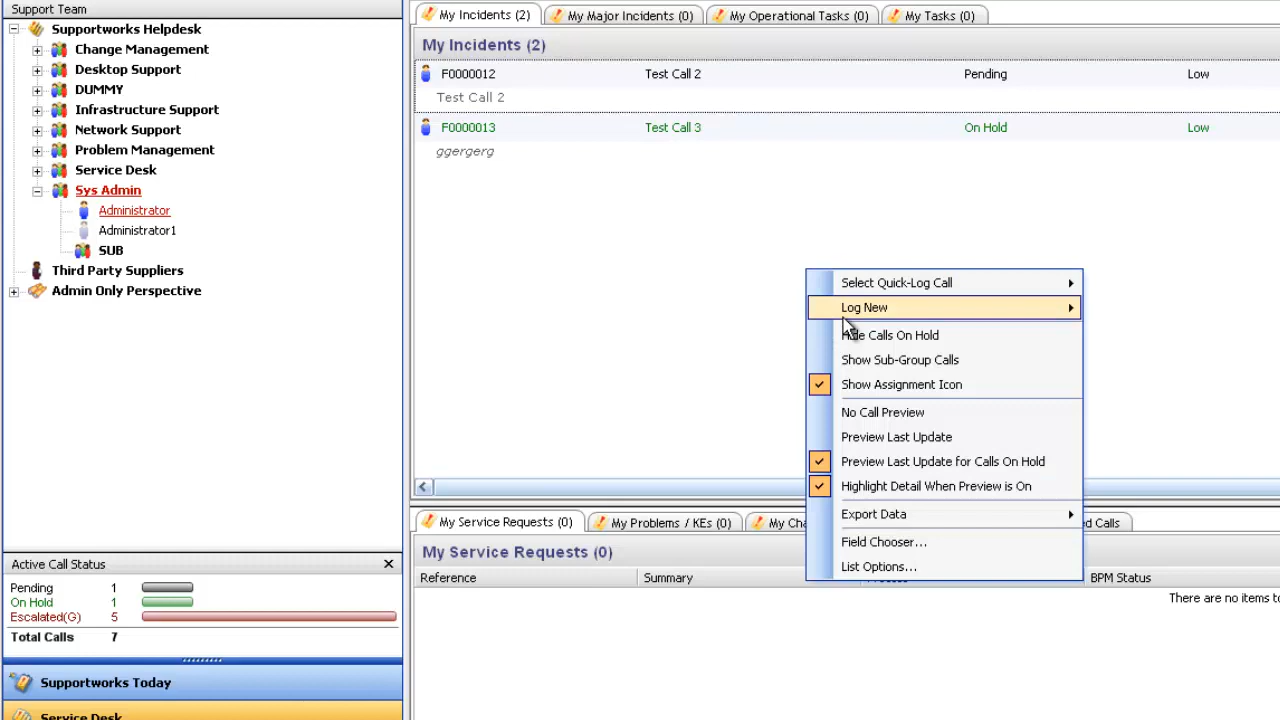 Support Team
Supportworks Helpdesk
Change Management
Desktop Support
DUMMY
Infrastructure Support
Network Support
Problem Management
Service Desk
Sys Admin
Administrator
Administrator1
SUB
Third Party Suppliers
Admin Only Perspective
Active Call Status
Pending 1
On Hold 1
Escalated(G) 5
Total Calls 7
Supportworks Today
Service Desk
My Incidents (2) My Major Incidents (0) My Operational Tasks (0) My Tasks (0)
My Incidents (2)
F0000012 Test Call 2 Pending Low
Test Call 2
F0000013 Test Call 3 On Hold Low
ggergerg
Select Quick-Log Call
Log New
Calls On Hold
Show Sub-Group Calls
Show Assignment Icon
No Call Preview
Preview Last Update
Preview Last Update for Calls On Hold
Highlight Detail When Preview is On
Export Data
Field Chooser...
List Options...
My Service Requests (0) My Problems / KEs (0) My Calls
My Service Requests (0)
Reference Summary BPM Status
There are no items